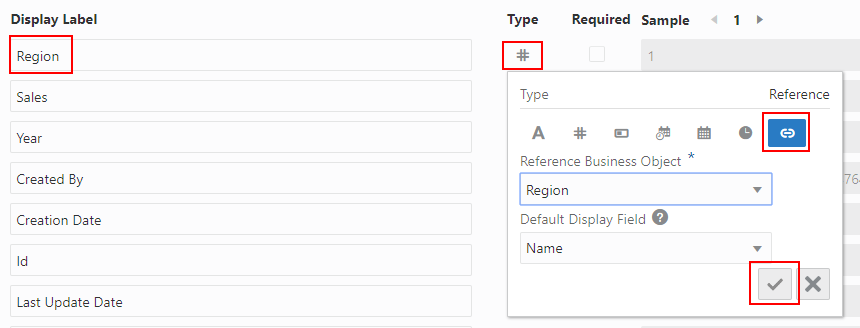 Display Label Type Required Sample 1
Region # 1
Sales
Type Reference
Year
A #
Created By
Reference Business Object *
764
Region
Creation Date
Default Display Field ?
Id
Name
Last Update Date